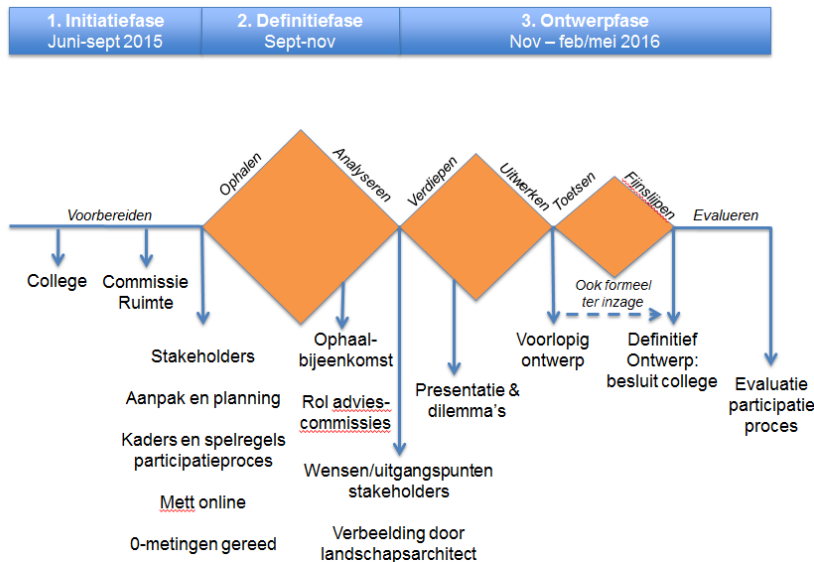 1. Initiatiefase
Juni-sept 2015
2. Definitiefase
Sept-nov
3. Ontwerpfase
Nov – feb/mei 2016
Voorbereiden
Ophalen
Analyseren
Verdiepen
Uitwerken
Toetsen
Fijnslijpen
Evalueren
College
Commissie
Ruimte
Stakeholders
Aanpak en planning
Kaders en spelregels
participatieproces
Mett online
0-metingen gereed
Ophaal-
bijeenkomst
Rol advies-
commissies
Wensen/uitgangspunten
stakeholders
Verbeelding door
landschapsarchitect
Presentatie &
dilemma's
Ook formeel
ter inzage
Voorlopig
ontwerp
Definitief
Ontwerp:
besluit college
Evaluatie
participatie
proces